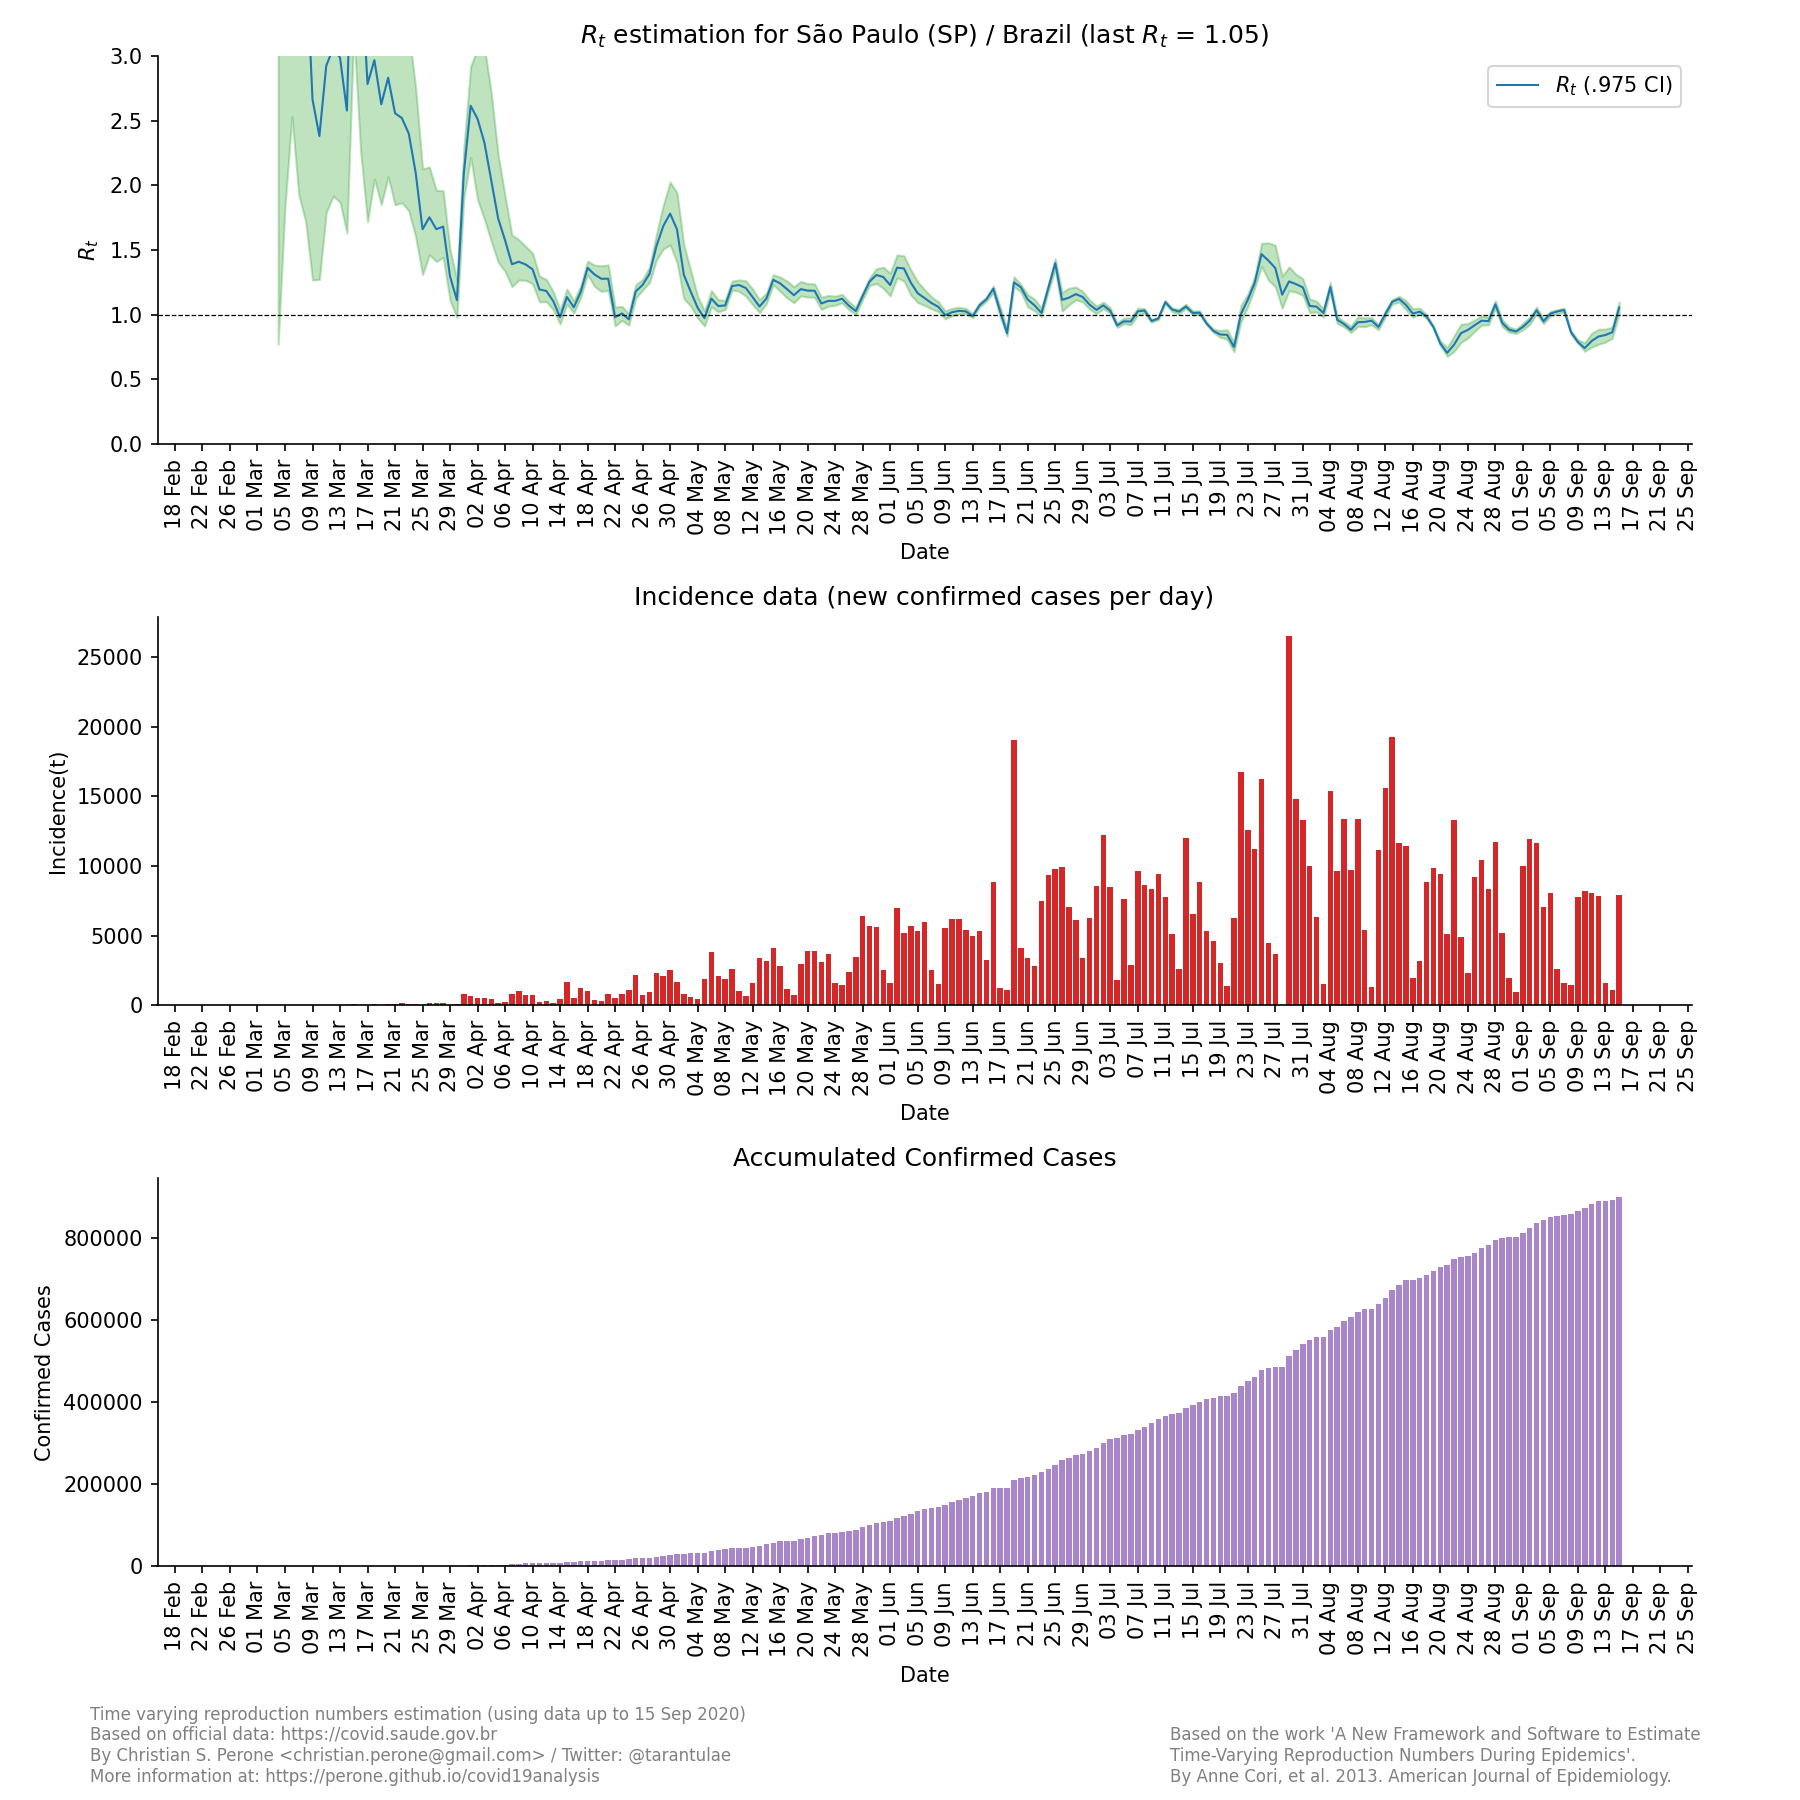 Rt estimation for São Paulo (SP) / Brazil (last Rt = 1.05)
3.0
2.5
2.0
1.5
1.0
0.5
0.0
Rt
Rt (.975 CI)
18 Feb 22 Feb 26 Feb 01 Mar 05 Mar 09 Mar 13 Mar 17 Mar 21 Mar 25 Mar 29 Mar 02 Apr 06 Apr 10 Apr 14 Apr 18 Apr 22 Apr 26 Apr 30 Apr 04 May 08 May 12 May 16 May 20 May 24 May 28 May 01 Jun 05 Jun 09 Jun 13 Jun 17 Jun 21 Jun 25 Jun 29 Jun 03 Jul 07 Jul 11 Jul 15 Jul 19 Jul 23 Jul 27 Jul 31 Jul 04 Aug 08 Aug 12 Aug 16 Aug 20 Aug 24 Aug 28 Aug 01 Sep 05 Sep 09 Sep 13 Sep 17 Sep 21 Sep 25 Sep
Date
Incidence data (new confirmed cases per day)
25000
20000
15000
10000
5000
0
Incidence(t)
18 Feb 22 Feb 26 Feb 01 Mar 05 Mar 09 Mar 13 Mar 17 Mar 21 Mar 25 Mar 29 Mar 02 Apr 06 Apr 10 Apr 14 Apr 18 Apr 22 Apr 26 Apr 30 Apr 04 May 08 May 12 May 16 May 20 May 24 May 28 May 01 Jun 05 Jun 09 Jun 13 Jun 17 Jun 21 Jun 25 Jun 29 Jun 03 Jul 07 Jul 11 Jul 15 Jul 19 Jul 23 Jul 27 Jul 31 Jul 04 Aug 08 Aug 12 Aug 16 Aug 20 Aug 24 Aug 28 Aug 01 Sep 05 Sep 09 Sep 13 Sep 17 Sep 21 Sep 25 Sep
Date
Accumulated Confirmed Cases
800000
600000
400000
200000
0
Confirmed Cases
18 Feb 22 Feb 26 Feb 01 Mar 05 Mar 09 Mar 13 Mar 17 Mar 21 Mar 25 Mar 29 Mar 02 Apr 06 Apr 10 Apr 14 Apr 18 Apr 22 Apr 26 Apr 30 Apr 04 May 08 May 12 May 16 May 20 May 24 May 28 May 01 Jun 05 Jun 09 Jun 13 Jun 17 Jun 21 Jun 25 Jun 29 Jun 03 Jul 07 Jul 11 Jul 15 Jul 19 Jul 23 Jul 27 Jul 31 Jul 04 Aug 08 Aug 12 Aug 16 Aug 20 Aug 24 Aug 28 Aug 01 Sep 05 Sep 09 Sep 13 Sep 17 Sep 21 Sep 25 Sep
Date
Time varying reproduction numbers estimation (using data up to 15 Sep 2020)
Based on official data: https://covid.saude.gov.br
By Christian S. Perone <christian.perone@gmail.com> / Twitter: @tarantulae
More information at: https://perone.github.io/covid19analysis
Based on the work 'A New Framework and Software to Estimate
Time-Varying Reproduction Numbers During Epidemics'.
By Anne Cori, et al. 2013. American Journal of Epidemiology.